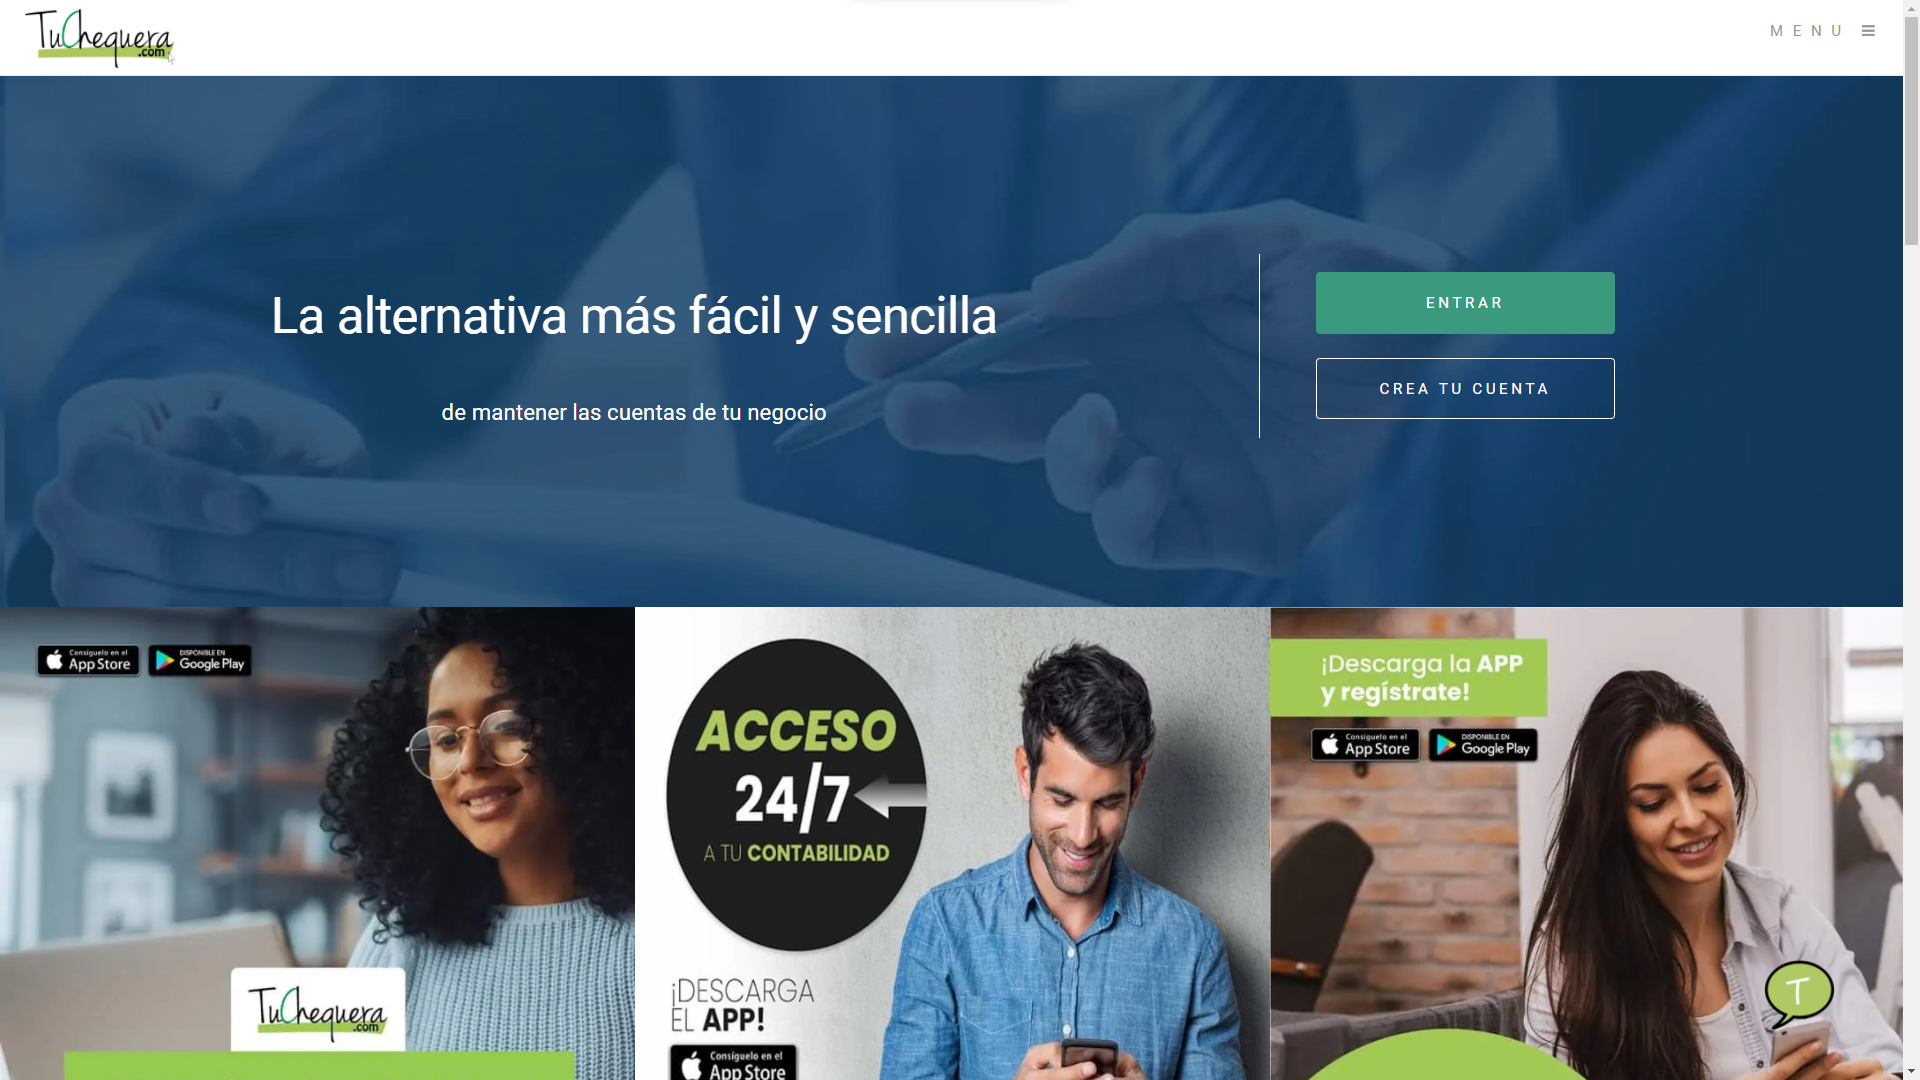 TuChequera
.com
MENU
La alternativa más fácil y sencilla
de mantener las cuentas de tu negocio
ENTRAR
CREA TU CUENTA
Consíguelo en el
App Store
DISPONIBLE EN
Google Play
TuChequera
.com
ACCESO
24/7
A TU CONTABILIDAD
¡DESCARGA
EL APP!
Consíguelo en el
App Store
¡Descarga la APP
y regístrate!
Consíguelo en el
App Store
DISPONIBLE EN
Google Play
T